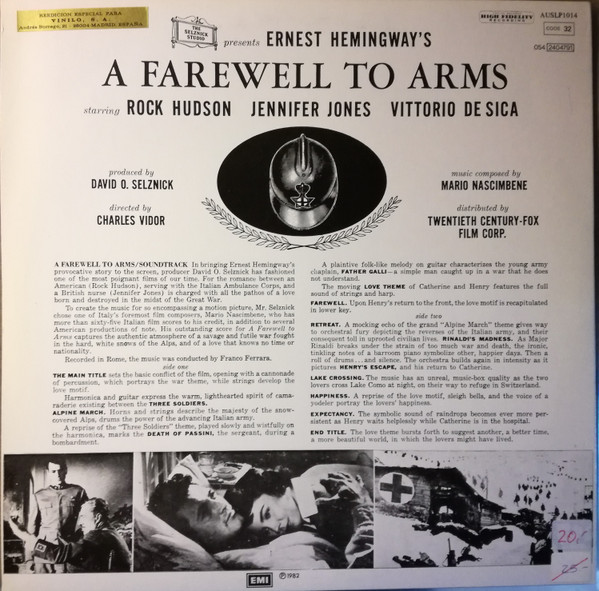 REEDICION ESPECIAL PARA
VINILO, S. A.
28004-MADRID. ESPAÑA
THE
SELZNICK
STUDIO
presents ERNEST HEMINGWAY'S
HIGH FIDELITY
RECORDING
AUSLP1014
CODE 32
054 2404791
A FAREWELL TO ARMS
starring ROCK HUDSON JENNIFER JONES VITTORIO DE SICA
produced by
DAVID O. SELZNICK
directed by
CHARLES VIDOR
music composed by
MARIO NASCIMBENE
distributed by
TWENTIETH CENTURY-FOX
FILM CORP.
A FAREWELL TO ARMS/SOUNDTRACK In bringing Ernest Hemingway's
provocative story to the screen, producer David O. Selznick has fashioned
one of the most poignant films of our time. For the romance between an
American (Rock Hudson), serving with the Italian Ambulance Corps, and
a British nurse (Jennifer Jones) is charged with all the pathos of a love
born and destroyed in the midst of the Great War.
To create the music for so encompassing a motion picture, Mr. Selznick
chose one of Italy's foremost film composers, Mario Nascimbene, who has
more than sixty-five Italian film scores to his credit, in addition to several
American productions of note. His outstanding score for A Farewell to
Arms captures the authentic atmosphere of a savage and futile war fought
in the hard, white snows of the Alps, and of a love that knows no time or
nationality.
Recorded in Rome, the music was conducted by Franco Ferrara.
side one
THE MAIN TITLE sets the basic conflict of the film, opening with a cannonade
of percussion, which portrays the war theme, while strings develop the
love motif.
Harmonica and guitar express the warm, lighthearted spirit of cama-
raderie existing between the THREE SOLDIERS.
ALPINE MARCH. Horns and strings describe the majesty of the snow-
covered Alps, drums the power of the advancing Italian army.
A reprise of the "Three Soldiers" theme, played slowly and wistfully on
the harmonica, marks the DEATH OF PASSINI, the sergeant, during a
bombardment.
A plaintive folk-like melody on guitar characterizes the young army
chaplain, FATHER GALLI—a simple man caught up in a war that he does
not understand.
The moving LOVE THEME of Catherine and Henry features the full
sound of strings and harp.
FAREWELL. Upon Henry's return to the front, the love motif is recapitulated
in lower key.
side two
RETREAT. A mocking echo of the grand "Alpine March" theme gives way
to orchestral fury depicting the reverses of the Italian army, and their
consequent toll in uprooted civilian lives. RINALDI'S MADNESS. As Major
Rinaldi breaks under the strain of too much war and death, the ironic,
tinkling notes of a barroom piano symbolize other, happier days. Then a
roll of drums...and silence. The orchestra builds again in intensity as it
pictures HENRY'S ESCAPE, and his return to Catherine.
LAKE CROSSING. The music has an unreal, music-box quality as the two
lovers cross Lake Como at night, on their way to refuge in Switzerland.
HAPPINESS. A reprise of the love motif, sleigh bells, and the voice of a
yodeler portray the lovers' happiness.
EXPECTANCY. The symbolic sound of raindrops becomes ever more per-
sistent as Henry waits helplessly while Catherine is in the hospital.
END TITLE. The love theme bursts forth to suggest another, a better time,
a more beautiful world, in which the lovers might have lived.
20,-
25-
EMI ℗1982